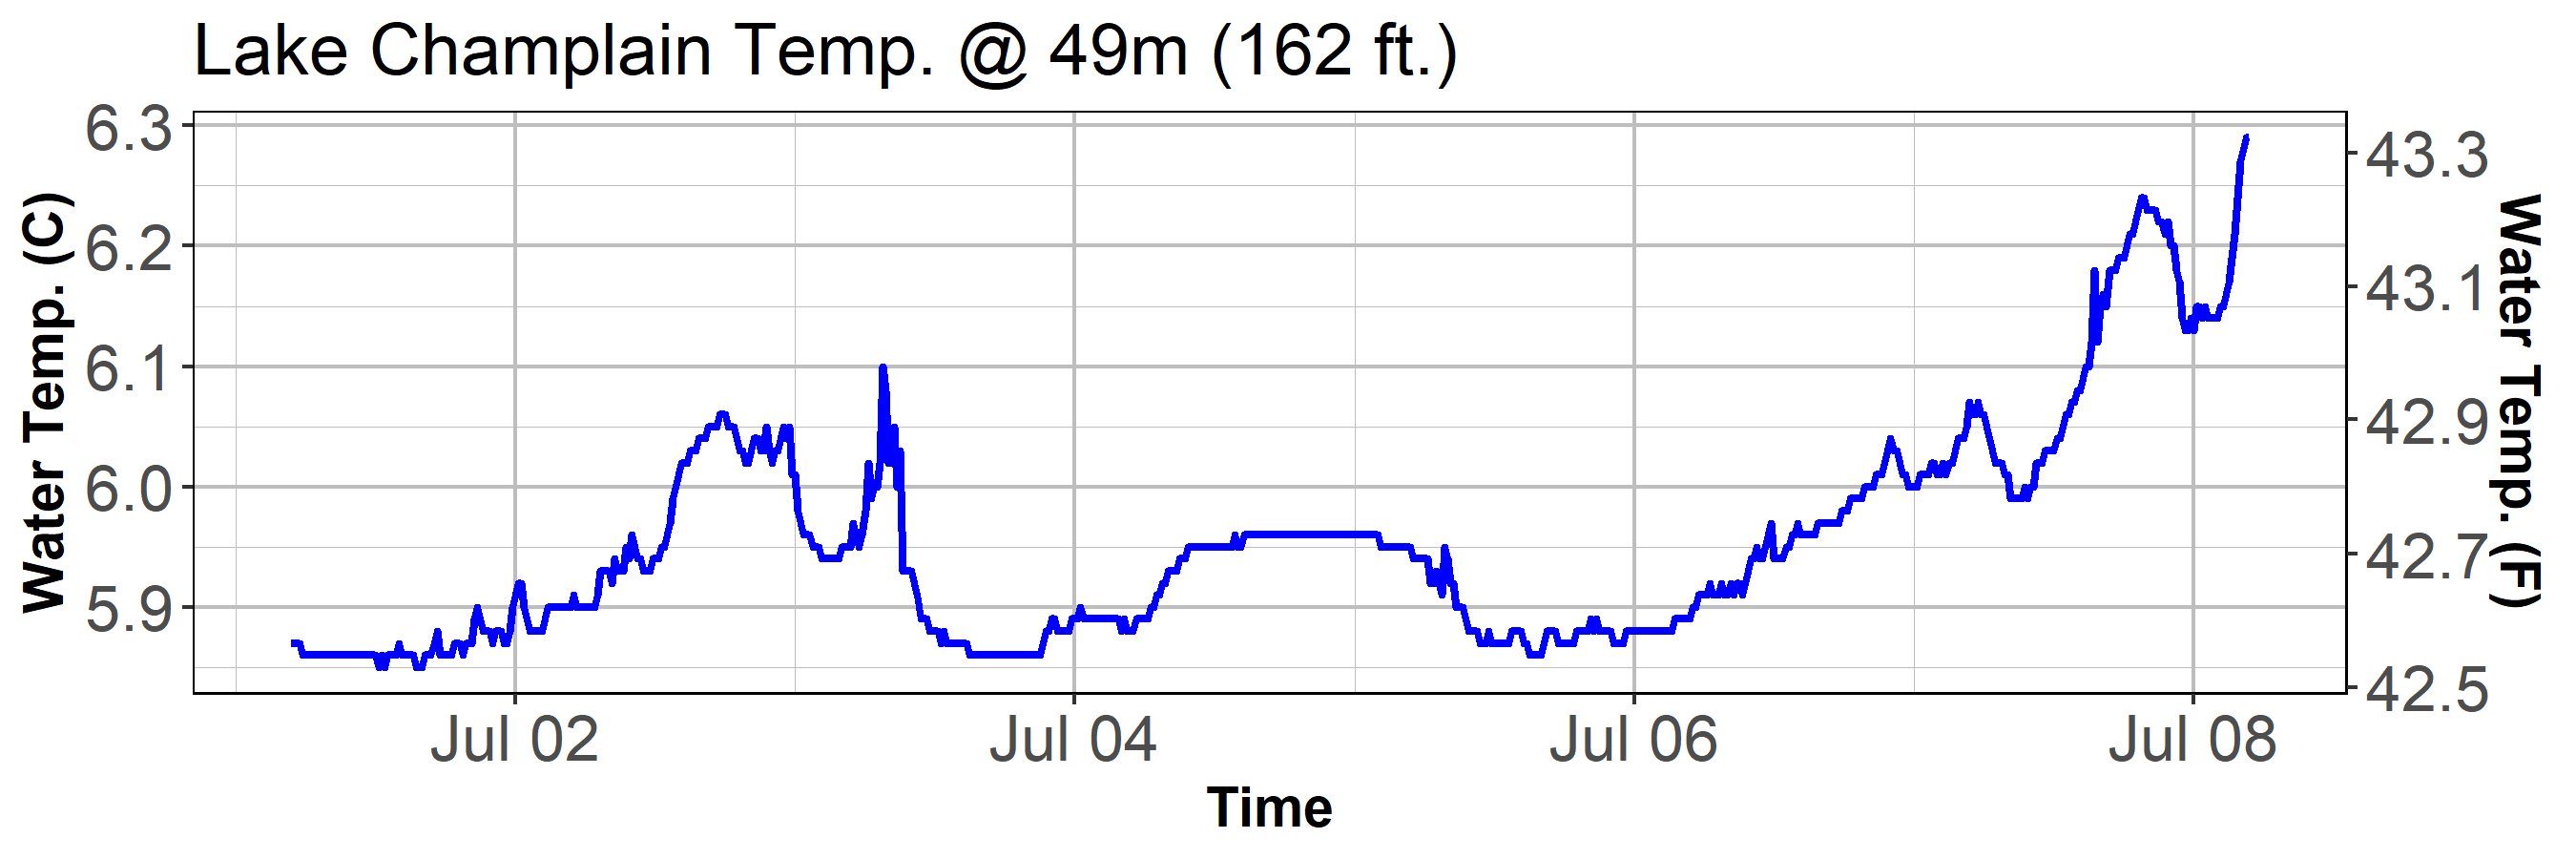 Lake Champlain Temp. @ 49m (162 ft.)
Water Temp. (C)
6.3
6.2
6.1
6.0
5.9
43.3
43.1
42.9
42.7
42.5
Water Temp. (F)
Jul 02
Jul 04
Jul 06
Jul 08
Time